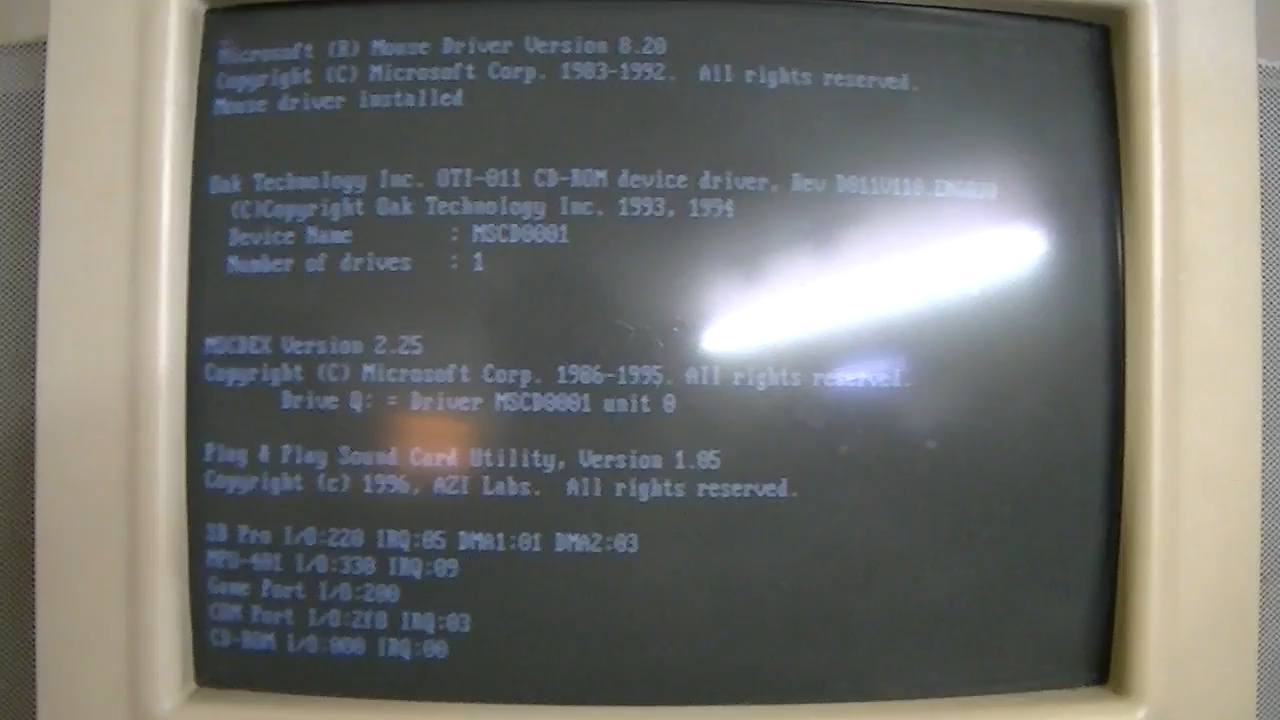 Microsoft (R) Mouse Driver Version 8.20
Copyright (C) Microsoft Corp. 1983-1992. All rights reserved.
Mouse driver installed
Oak Technology Inc. OTI-011 CD-ROM device driver, Rev D011V110
(C)Copyright Oak Technology Inc. 1993, 1994
Device Name : MSCD0001
Number of drives : 1
MSCDEX Version 2.25
Copyright (C) Microsoft Corp. 1986-1995. All rights reserved.
Drive Q: = Driver MSCD0001 unit 0
Plug & Play Sound Card Utility, Version 1.05
Copyright (c) 1996, AZI Labs. All rights reserved.
SB Pro I/O:220 IRQ:05 DMA1:01 DMA2:03
MPU-401 I/O:330 IRQ:09
Game Port I/O:200
COM Port I/O:2f8 IRQ:03
CD-ROM I/O:000 IRQ:00